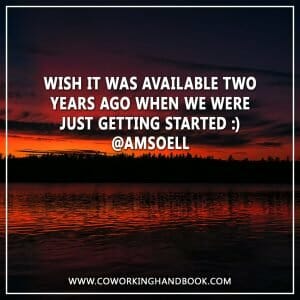 WISH IT WAS AVAILABLE TWO
YEARS AGO WHEN WE WERE
JUST GETTING STARTED :)
@AMSOELL
WWW.COWORKINGHANDBOOK.COM